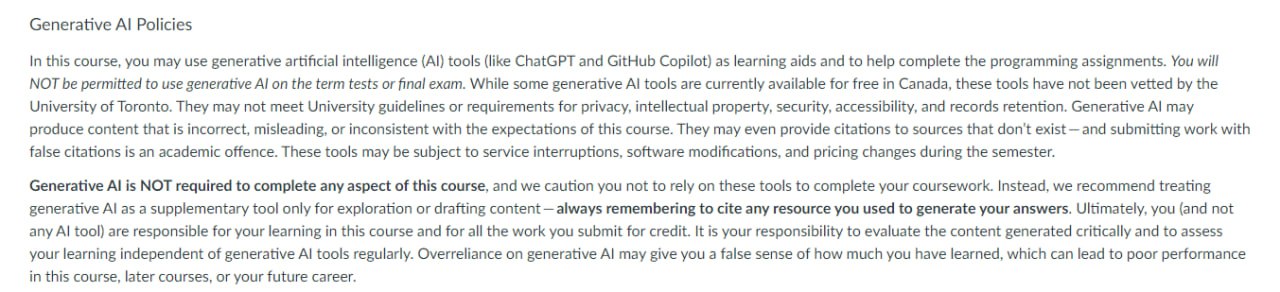 Generative AI Policies
In this course, you may use generative artificial intelligence (AI) tools (like ChatGPT and GitHub Copilot) as learning aids and to help complete the programming assignments. You will
NOT be permitted to use generative AI on the term tests or final exam. While some generative AI tools are currently available for free in Canada, these tools have not been vetted by the
University of Toronto. They may not meet University guidelines or requirements for privacy, intellectual property, security, accessibility, and records retention. Generative AI may
produce content that is incorrect, misleading, or inconsistent with the expectations of this course. They may even provide citations to sources that don't exist—and submitting work with
false citations is an academic offence. These tools may be subject to service interruptions, software modifications, and pricing changes during the semester.
Generative AI is NOT required to complete any aspect of this course, and we caution you not to rely on these tools to complete your coursework. Instead, we recommend treating
generative AI as a supplementary tool only for exploration or drafting content—always remembering to cite any resource you used to generate your answers. Ultimately, you (and not
any AI tool) are responsible for your learning in this course and for all the work you submit for credit. It is your responsibility to evaluate the content generated critically and to assess
your learning independent of generative AI tools regularly. Overreliance on generative AI may give you a false sense of how much you have learned, which can lead to poor performance
in this course, later courses, or your future career.